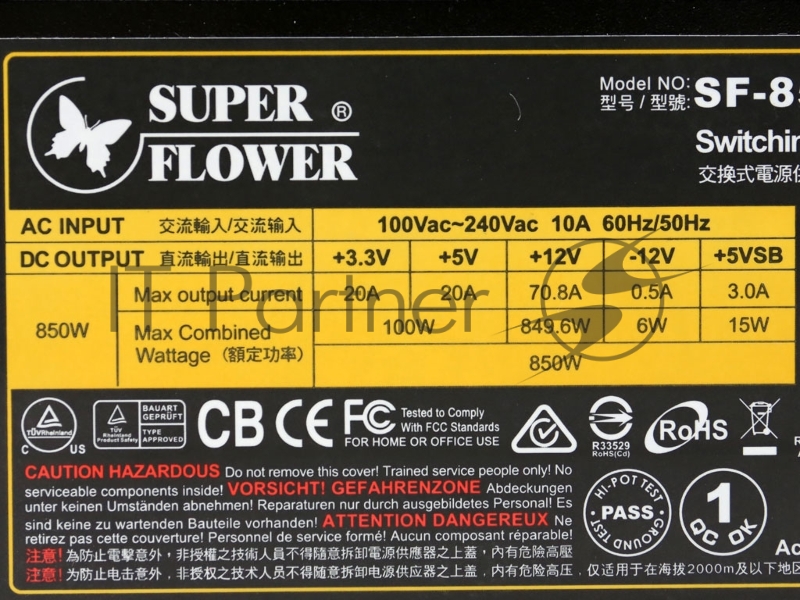 SUPER ®
FLOWER
Model NO:
型号 / 型號: SF-8
Switchin
交換式電源供
AC INPUT 交流輸入/交流输入 100Vac~240Vac 10A 60Hz/50Hz
DC OUTPUT 直流輸出/直流输出 +3.3V +5V +12V -12V +5VSB
850W Max output current 20A 20A 70.8A 0.5A 3.0A
Max Combined Wattage (額定功率) 100W 849.6W 6W 15W
850W
IT Partner
TÜVRheinland
C US
TÜV Rheinland Product Safety
BAUART GEPRÜFT
TYPE APPROVED
CB CE FC
Tested to Comply
With FCC Standards
FOR HOME OR OFFICE USE
R33529
RoHS(Cd)
RoHS
CAUTION HAZARDOUS Do not remove this cover! Trained service people only! No
serviceable components inside! VORSICHT! GEFAHRENZONE Abdeckungen
unter keinen Umständen abnehmen! Reparaturen nur durch ausgebildetes Personal! Es
sind keine zu wartenden Bauteile vorhanden! ATTENTION DANGEREUX Ne
retirez pas cette couverture! Personnel de service formé! Aucun composant réparable!
注意! 為防止電擊意外，非授權之技術人員不得隨意拆卸電源供應器之上蓋，內有危險高壓
注意! 为防止电击意外，非授权之技术人员不得随意拆卸电源供应器之上盖，内有危险高压，仅适用于在海拔2000m及以下地区
HI-POT TEST
PASS
GROUND TEST
1
QC OK
Ac